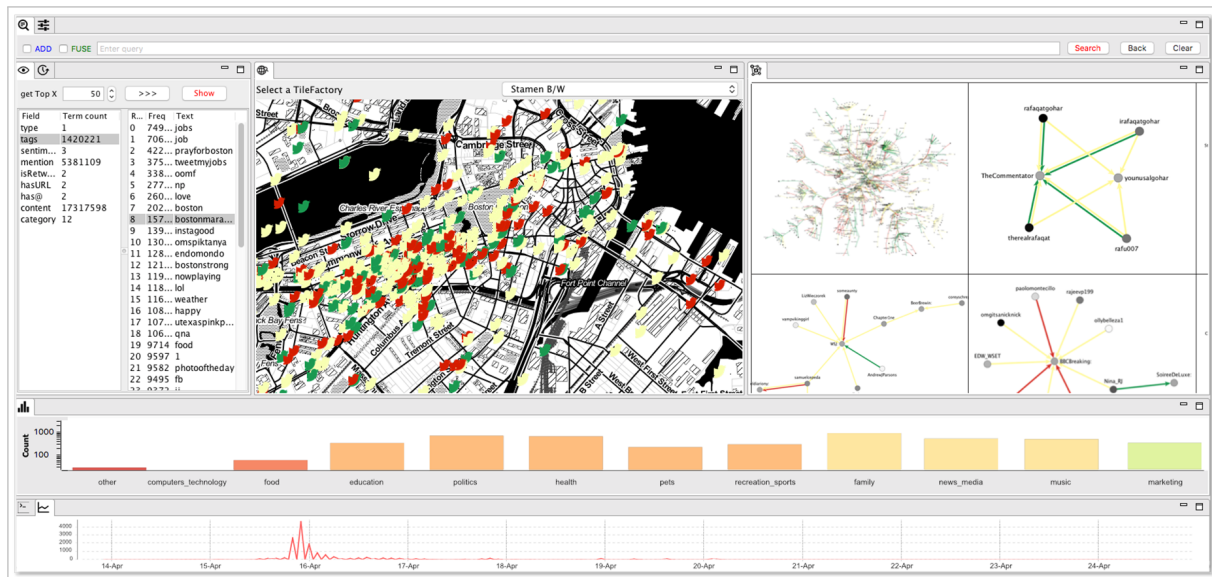 ADD FUSE Enter query Search Back Clear
get Top X 50 >>> Show
Field Term count
type 1
tags 1420221
sentim... 3
mention 5381109
isRetw... 2
hasURL 2
has@ 2
content 17317598
category 12
R... Freq Text
0 749... jobs
1 706... job
2 422... prayforboston
3 375... tweetmyjobs
4 338... oomf
5 277... np
6 260... love
7 202... boston
8 157... bostonmara...
9 139... instagood
10 130... omspiktanya
11 128... endomondo
12 121... bostonstrong
13 119... nowplaying
14 118... lol
15 116... weather
16 108... happy
17 107... utexaspinkp...
18 106... qna
19 9714 food
20 9597 1
21 9582 photooftheday
22 9495 fb
Select a TileFactory Stamen B/W
Cambridge Street
Charles River Esplanade
Fort Point Channel
Columbus
Tremont Street
A Street
rafaqatgohar
irafaqatgohar
TheCommentator
younusalgohar
therealrafaqat
rafu007
paolomontecillo
rajeevp199
omgitsanicknick
ollybelleza1
EDW_WSET
BBCBreaking
Nina_RJ
SoireeDeLuxe
AndrewJParsons
WSJ
Count
1000
100
other computers_technology food education politics health pets recreation_sports family news_media music marketing
4000
3000
2000
1000
0
14-Apr 15-Apr 16-Apr 17-Apr 18-Apr 19-Apr 20-Apr 21-Apr 22-Apr 23-Apr 24-Apr